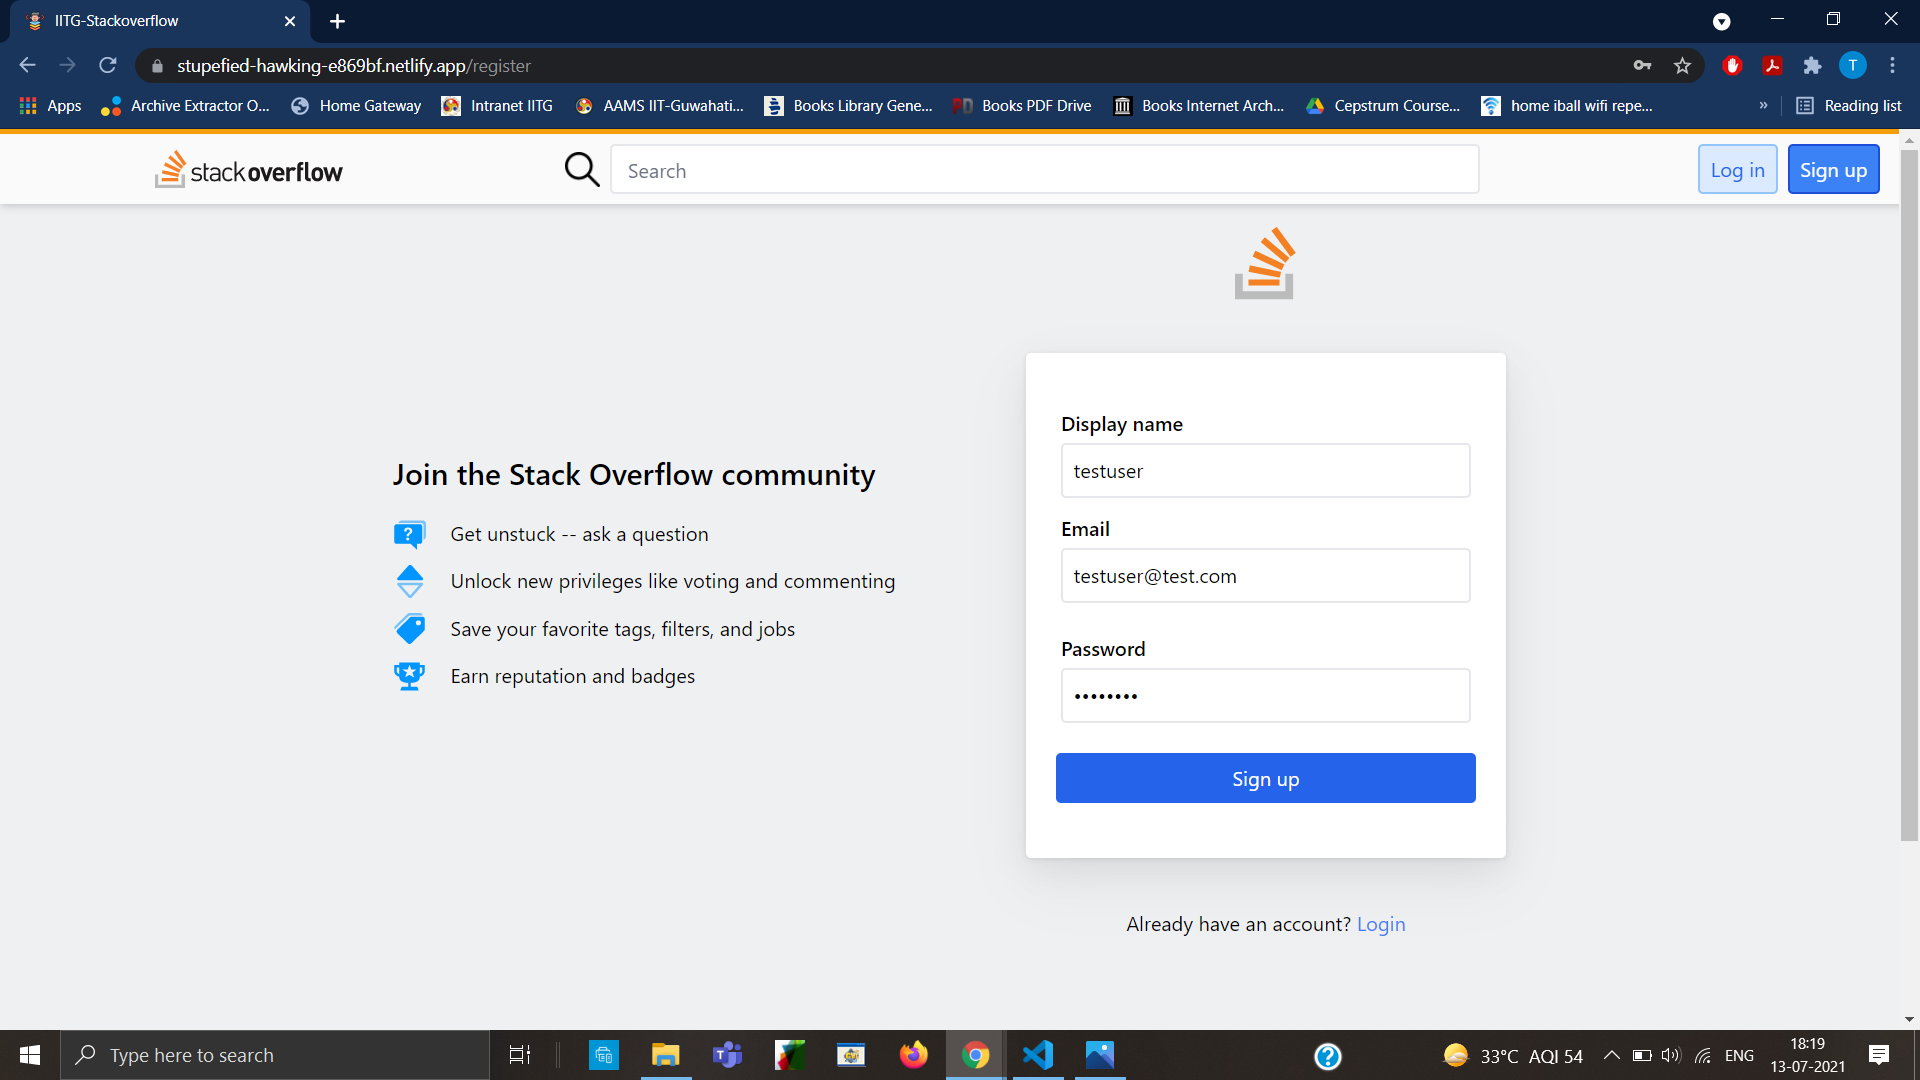 IITG-Stackoverflow
stupefied-hawking-e869bf.netlify.app/register
T
Apps
Archive Extractor O...
Home Gateway
Intranet IITG
AAMS IIT-Guwahati...
Books Library Gene...
Books PDF Drive
Books Internet Arch...
Cepstrum Course...
home iball wifi repe...
»
Reading list
stackoverflow
Search
Log in
Sign up
Join the Stack Overflow community
Get unstuck -- ask a question
Unlock new privileges like voting and commenting
Save your favorite tags, filters, and jobs
Earn reputation and badges
Display name
testuser
Email
testuser@test.com
Password
••••••••
Sign up
Already have an account? Login
Type here to search
33°C AQI 54
ENG
18:19
13-07-2021